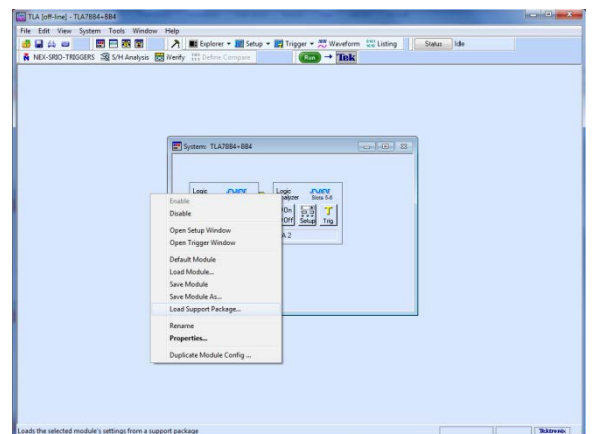 TLA [off-line] - TLA7BB4+BB4
File Edit View System Tools Window Help
Explorer Setup Trigger Waveform Listing Status Idle
NEX-SRIO-TRIGGERS S/H Analysis iVerify Define Compare Run Tek
System: TLA7BB4+BB4
Logic Logic
Analyzer Slots 5-8
On
Off Setup Trig
A 2
Enable
Disable
Open Setup Window
Open Trigger Window
Default Module
Load Module...
Save Module
Save Module As...
Load Support Package...
Rename
Properties...
Duplicate Module Config ...
Loads the selected module's settings from a support package Tektronix